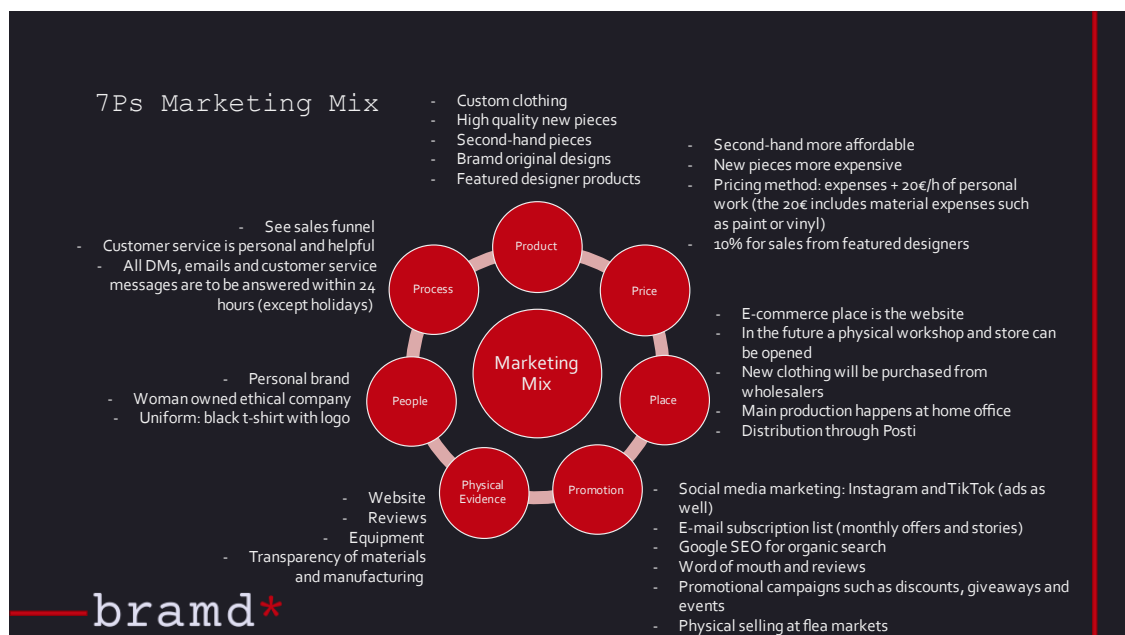 7Ps Marketing Mix
- Custom clothing
- High quality new pieces
- Second-hand pieces
- Bramd original designs
- Featured designer products
- Second-hand more affordable
- New pieces more expensive
- Pricing method: expenses + 20€/h of personal
work (the 20€ includes material expenses such
as paint or vinyl)
- 10% for sales from featured designers
- See sales funnel
- Customer service is personal and helpful
- All DMs, emails and customer service
messages are to be answered within 24
hours (except holidays)
Product
Process
Price
- E-commerce place is the website
- In the future a physical workshop and store can
be opened
- New clothing will be purchased from
wholesalers
- Main production happens at home office
- Distribution through Posti
Marketing
Mix
- Personal brand
- Woman owned ethical company
- Uniform: black t-shirt with logo
People
Place
Physical
Evidence
Promotion
- Website
- Reviews
- Equipment
- Transparency of materials
and manufacturing
- Social media marketing: Instagram and TikTok (ads as
well)
- E-mail subscription list (monthly offers and stories)
- Google SEO for organic search
- Word of mouth and reviews
- Promotional campaigns such as discounts, giveaways and
events
- Physical selling at flea markets
bramd*